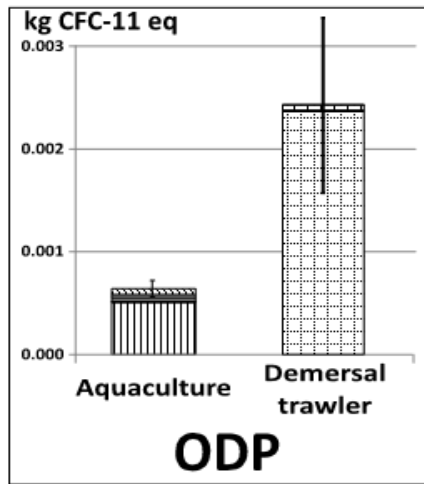 kg CFC-11 eq
0.003
0.002
0.001
0.000
Aquaculture
Demersal
trawler
ODP